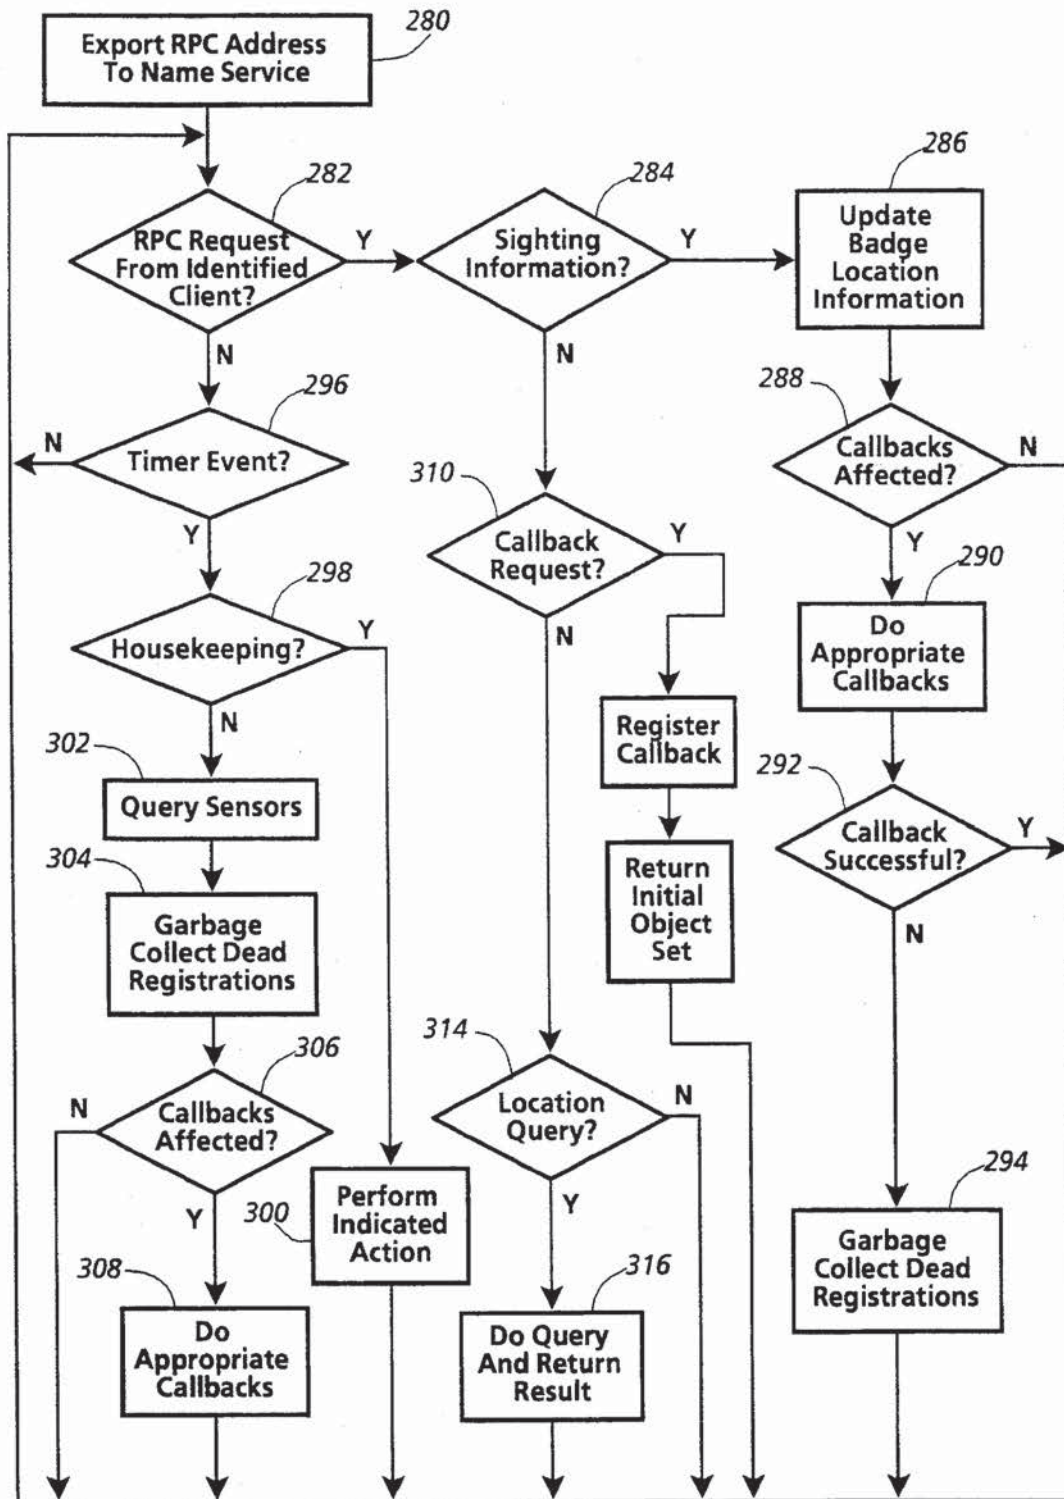 280
Export RPC Address
To Name Service
282
RPC Request
From Identified
Client?
Y
N
284
Sighting
Information?
Y
N
286
Update
Badge
Location
Information
288
Callbacks
Affected?
N
Y
290
Do
Appropriate
Callbacks
292
Callback
Successful?
Y
N
294
Garbage
Collect Dead
Registrations
296
Timer Event?
N
Y
298
Housekeeping?
Y
N
300
Perform
Indicated
Action
302
Query Sensors
304
Garbage
Collect Dead
Registrations
306
Callbacks
Affected?
N
Y
308
Do
Appropriate
Callbacks
310
Callback
Request?
Y
N
Register
Callback
Return
Initial
Object
Set
314
Location
Query?
N
Y
316
Do Query
And Return
Result